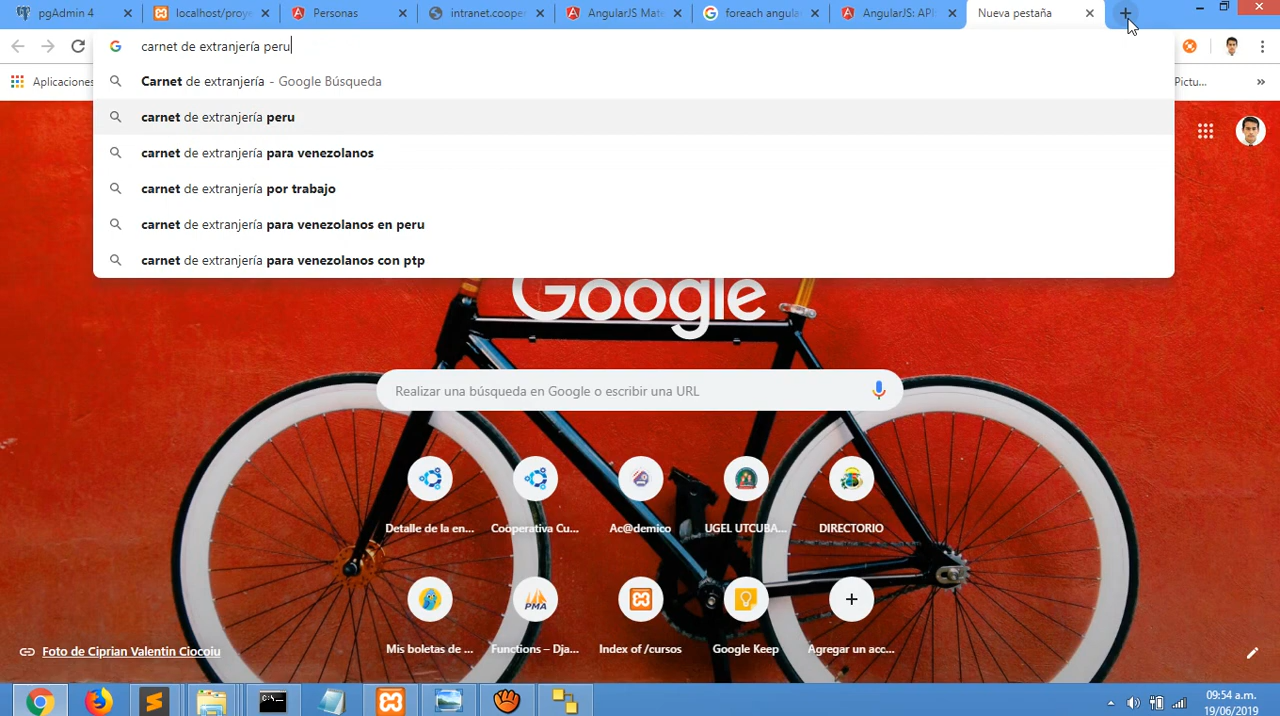 pgAdmin 4
localhost/proye
Personas
intranet.cooper
AngularJS Mate
foreach angula
AngularJS: API:
Nueva pestaña
carnet de extranjería peru
Aplicaciones
Pictu...
»
Carnet de extranjería - Google Búsqueda
carnet de extranjería peru
carnet de extranjería para venezolanos
carnet de extranjería por trabajo
carnet de extranjería para venezolanos en peru
carnet de extranjería para venezolanos con ptp
Google
Realizar una búsqueda en Google o escribir una URL
Detalle de la en...
Cooperativa Cu...
Ac@demico
UGEL UTCUBA...
DIRECTORIO
PMA
Mis boletas de ...
Functions – Dja...
Index of /cursos
Google Keep
Agregar un acc...
Foto de Ciprian Valentin Ciocoiu
C:\.
09:54 a.m.
19/06/2019